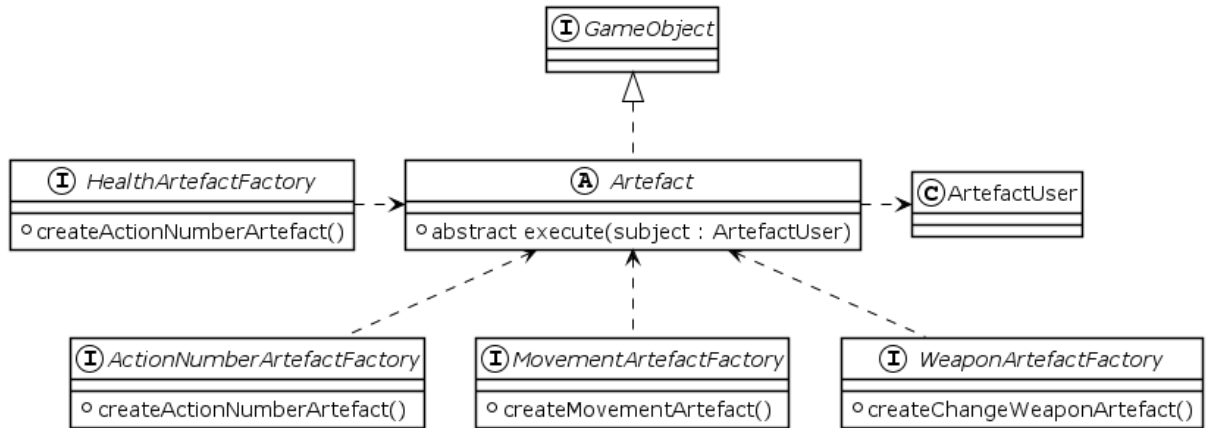 I GameObject
I HealthArtefactFactory
createActionNumberArtefact()
A Artefact
abstract execute(subject : ArtefactUser)
C ArtefactUser
I ActionNumberArtefactFactory
createActionNumberArtefact()
I MovementArtefactFactory
createMovementArtefact()
I WeaponArtefactFactory
createChangeWeaponArtefact()